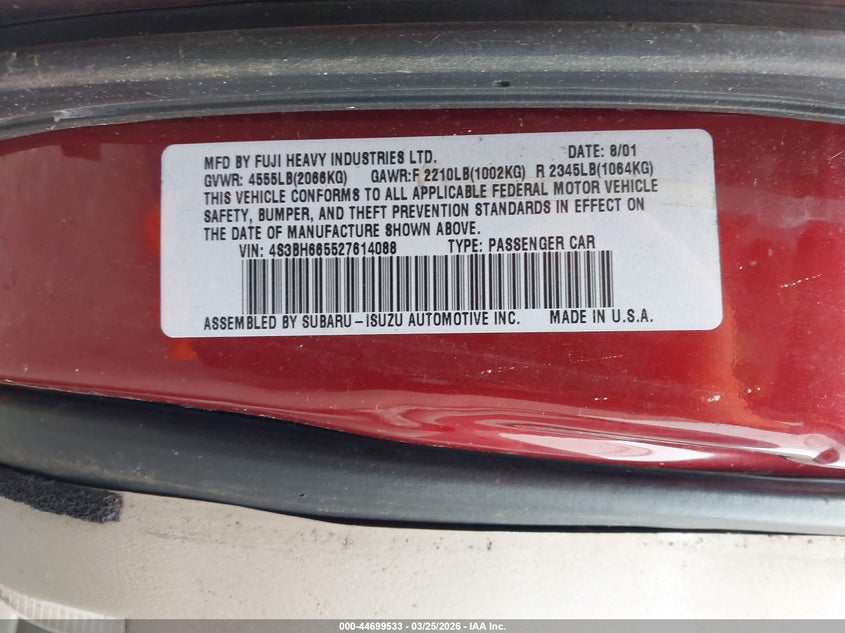 MFD BY FUJI HEAVY INDUSTRIES LTD. DATE: 8/01
GVWR: 4555LB(2066KG) GAWR:F 2210LB(1002KG) R 2345LB(1064KG)
THIS VEHICLE CONFORMS TO ALL APPLICABLE FEDERAL MOTOR VEHICLE
SAFETY, BUMPER, AND THEFT PREVENTION STANDARDS IN EFFECT ON
THE DATE OF MANUFACTURE SHOWN ABOVE.
VIN: 4S3BH665527614088 TYPE: PASSENGER CAR
ASSEMBLED BY SUBARU-ISUZU AUTOMOTIVE INC. MADE IN U.S.A.
000-44699533 - 03/25/2026 - IAA Inc.